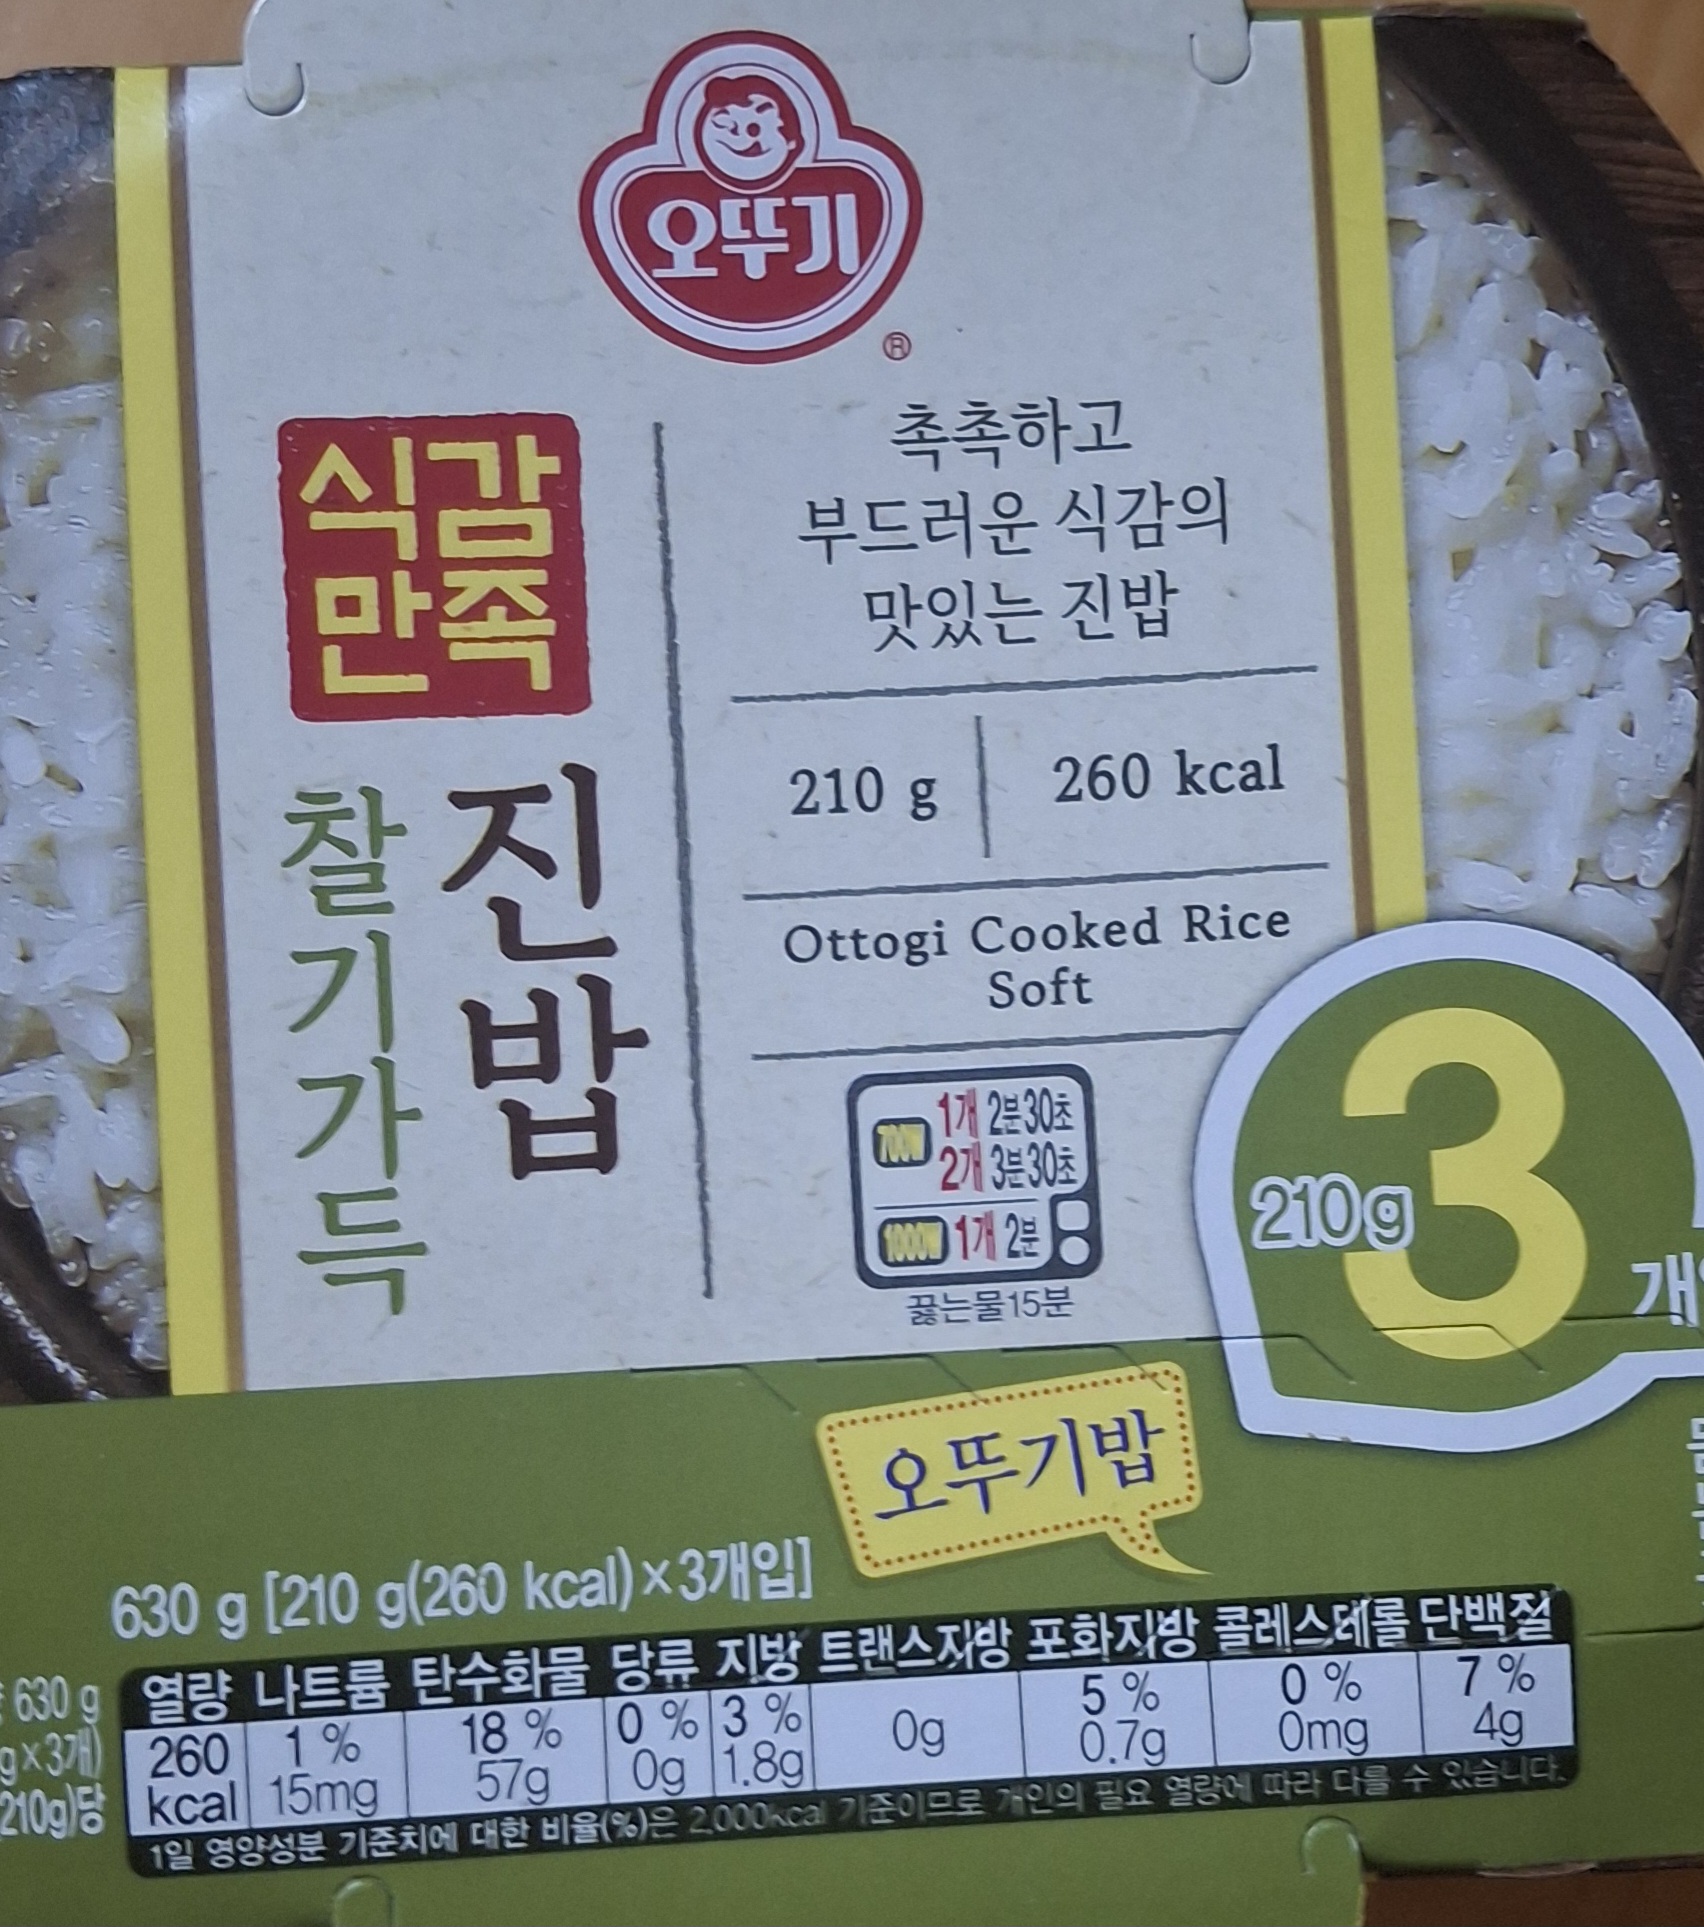 오뚜기
®
식감
만족
찰기가득
진밥
촉촉하고
부드러운 식감의
맛있는 진밥
210 g
260 kcal
Ottogi Cooked Rice
Soft
700W 1개 2분30초
2개 3분30초
1000W 1개 2분
끓는물15분
210g
3
개
오뚜기밥
630 g [210 g(260 kcal)×3개입]
630 g
g×3개)
210g)당
열량 나트륨 탄수화물 당류 지방 트랜스지방 포화지방 콜레스테롤 단백질
260 1 % 18 % 0 % 3 % 0g 5 % 0 % 7 %
kcal 15mg 57g 0g 1.8g 0.7g 0mg 4g
1일 영양성분 기준치에 대한 비율(%)은 2,000kcal 기준이므로 개인의 필요 열량에 따라 다를 수 있습니다.